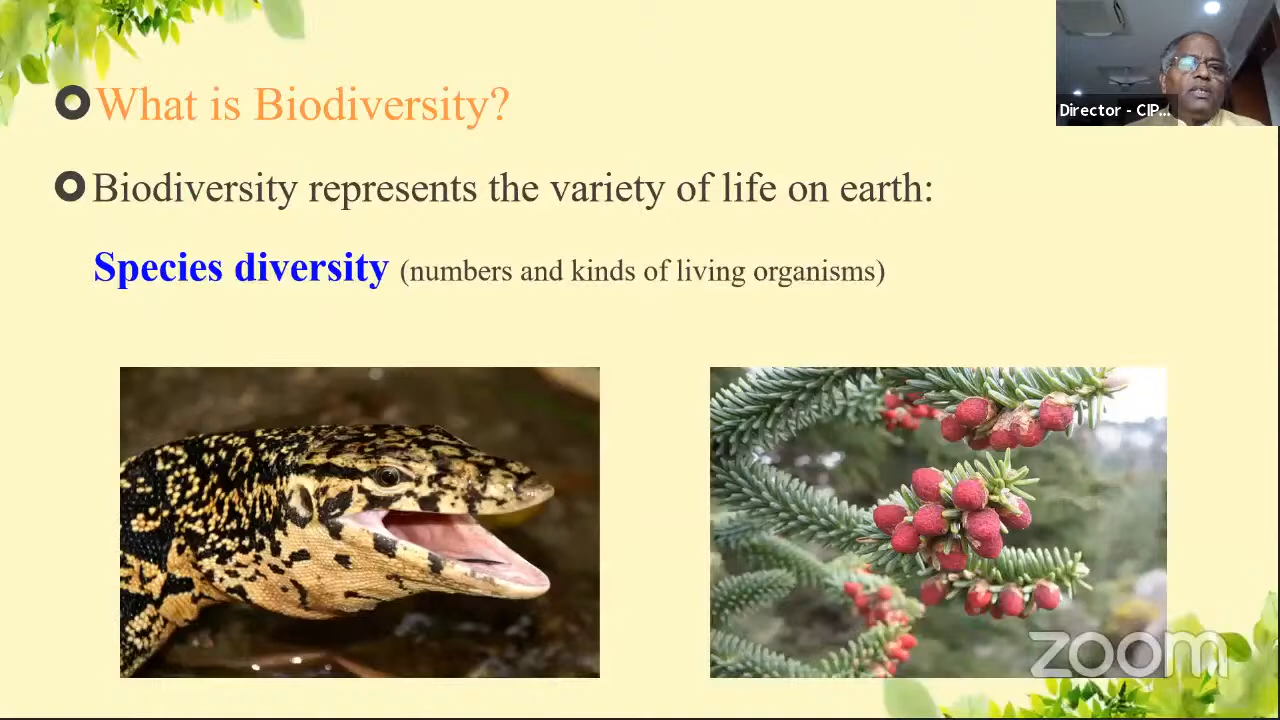 What is Biodiversity?
Biodiversity represents the variety of life on earth:
Species diversity (numbers and kinds of living organisms)
Director - CIP...
zoom